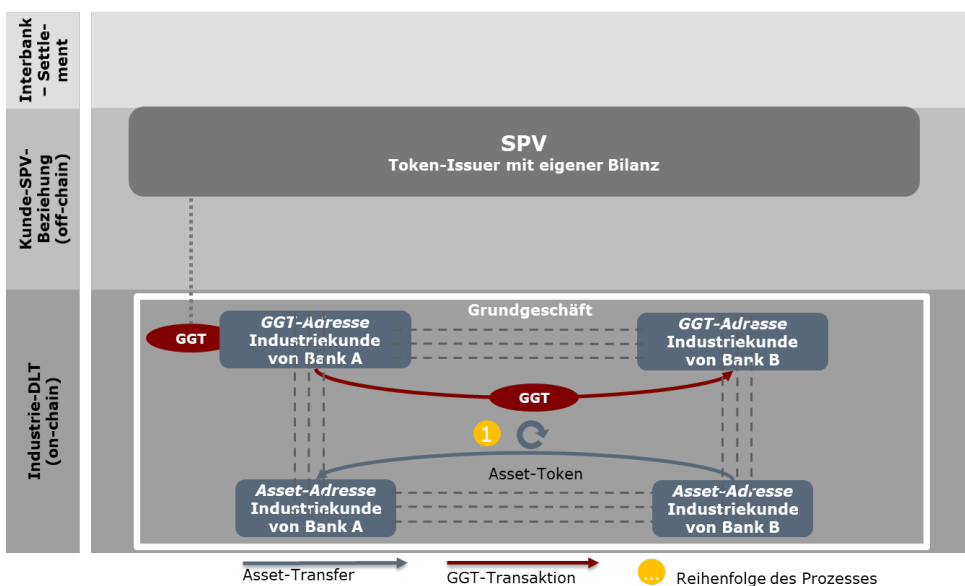 Interbank
– Settle-
ment
SPV
Token-Issuer mit eigener Bilanz
Kunde-SPV-
Beziehung
(off-chain)
Industrie-DLT
(on-chain)
Grundgeschäft
GGT
GGT-Adresse
Industriekunde
von Bank A
GGT-Adresse
Industriekunde
von Bank B
GGT
1
Asset-Token
Asset-Adresse
Industriekunde
von Bank A
Asset-Adresse
Industriekunde
von Bank B
Asset-Transfer
GGT-Transaktion
...
Reihenfolge des Prozesses